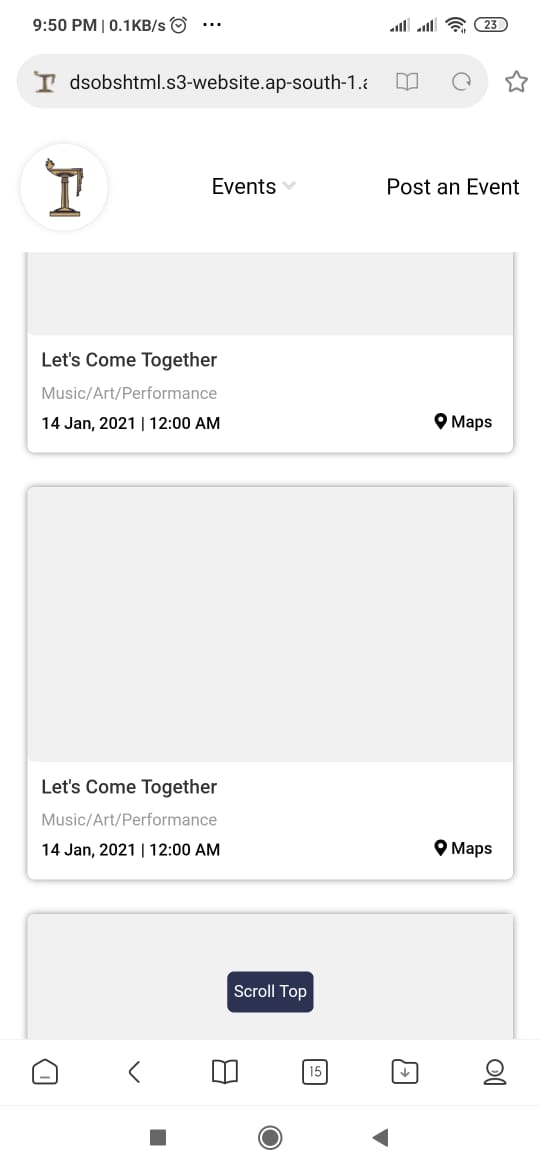 9:50 PM | 0.1KB/s ... 23
dsobshtml.s3-website.ap-south-1.
Events Post an Event
Let's Come Together
Music/Art/Performance
14 Jan, 2021 | 12:00 AM Maps
Let's Come Together
Music/Art/Performance
14 Jan, 2021 | 12:00 AM Maps
Scroll Top
15